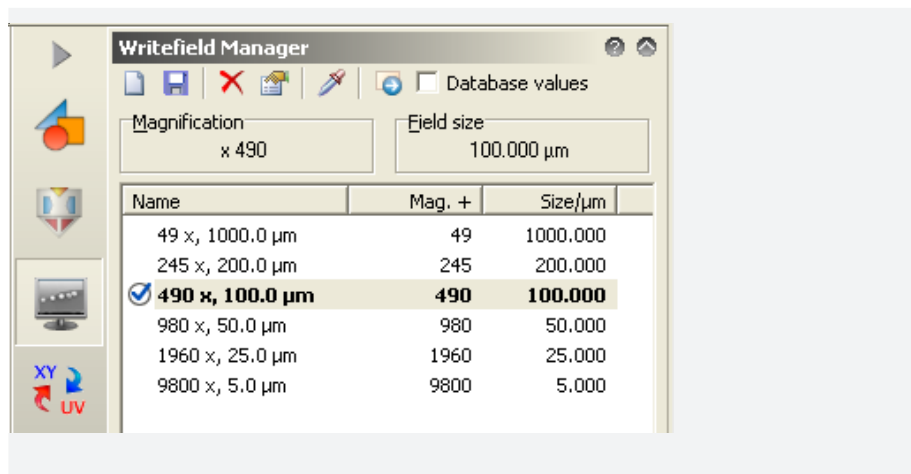 Writefield Manager
Database values
Magnification Field size
x 490 100.000 µm
Name Mag. + Size/µm
49 x, 1000.0 µm 49 1000.000
245 x, 200.0 µm 245 200.000
490 x, 100.0 µm 490 100.000
980 x, 50.0 µm 980 50.000
1960 x, 25.0 µm 1960 25.000
9800 x, 5.0 µm 9800 5.000
XY
UV